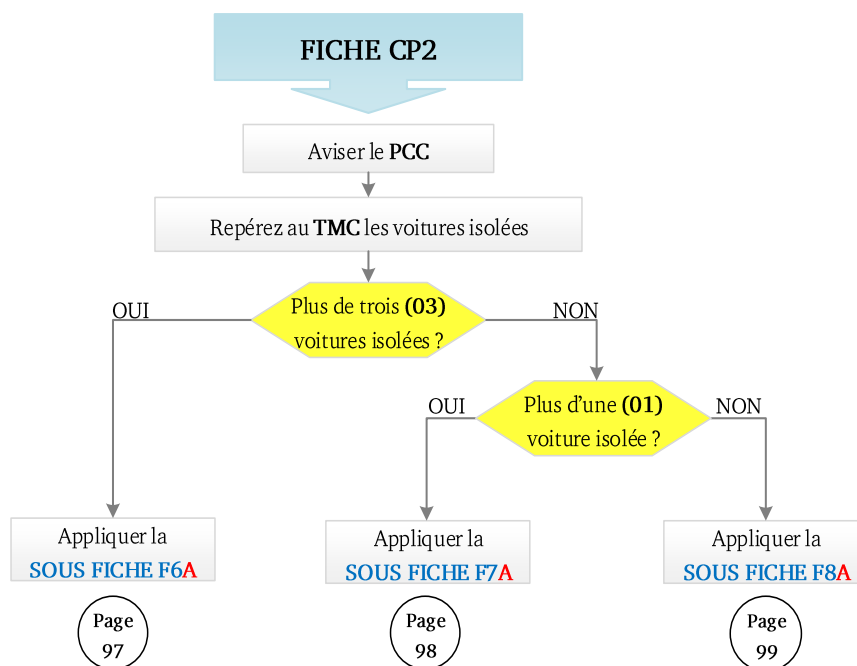 FICHE CP2
Aviser le PCC
Repérez au TMC les voitures isolées
Plus de trois (03)
voitures isolées ?
OUI
NON
Plus d’une (01)
voiture isolée ?
OUI
NON
Appliquer la
SOUS FICHE F6A
Appliquer la
SOUS FICHE F7A
Appliquer la
SOUS FICHE F8A
Page
97
Page
98
Page
99